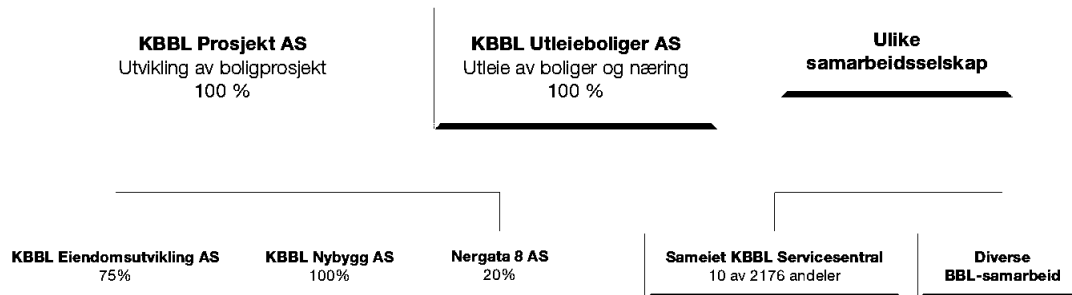 KBBL Prosjekt AS
Utvikling av boligprosjekt
100 %
KBBL Utleieboliger AS
Utleie av boliger og næring
100 %
Ulike
samarbeidsselskap
KBBL Eiendomsutvikling AS
75%
KBBL Nybygg AS
100%
Nergata 8 AS
20%
Sameiet KBBL Servicesentral
10 av 2176 andeler
Diverse
BBL-samarbeid